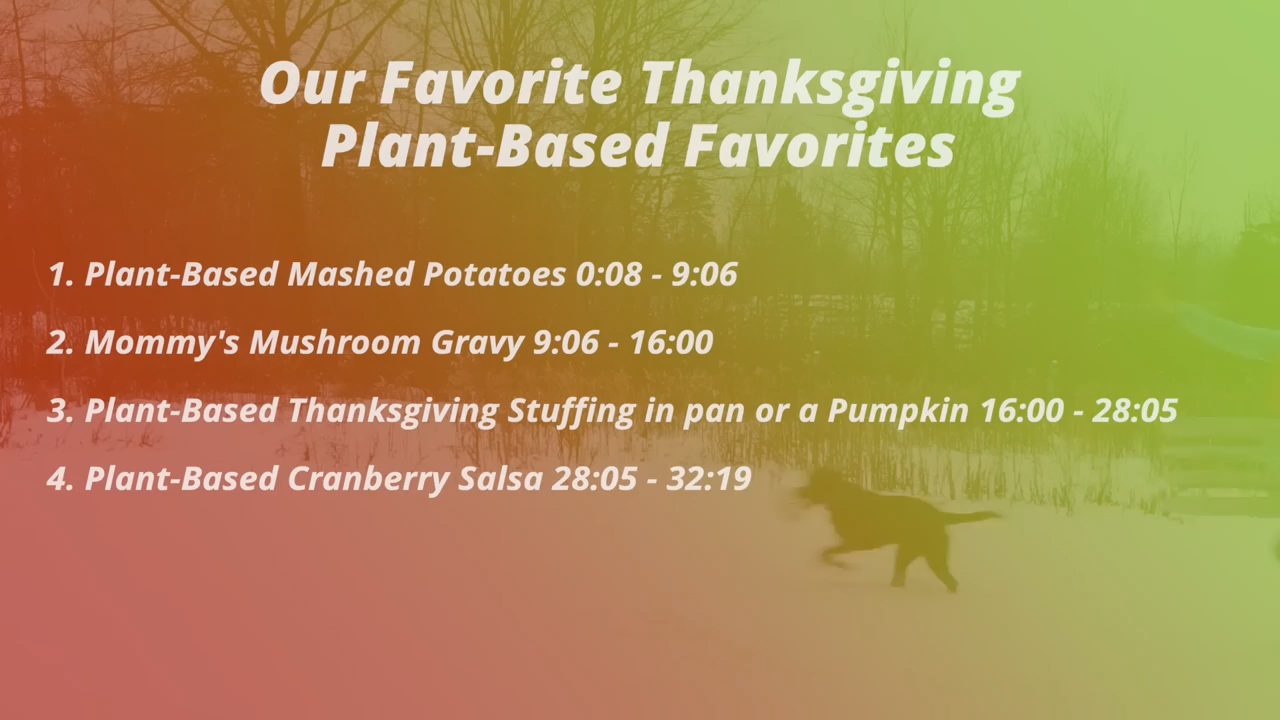 Our Favorite Thanksgiving
Plant-Based Favorites
1. Plant-Based Mashed Potatoes 0:08 - 9:06
2. Mommy's Mushroom Gravy 9:06 - 16:00
3. Plant-Based Thanksgiving Stuffing in pan or a Pumpkin 16:00 - 28:05
4. Plant-Based Cranberry Salsa 28:05 - 32:19